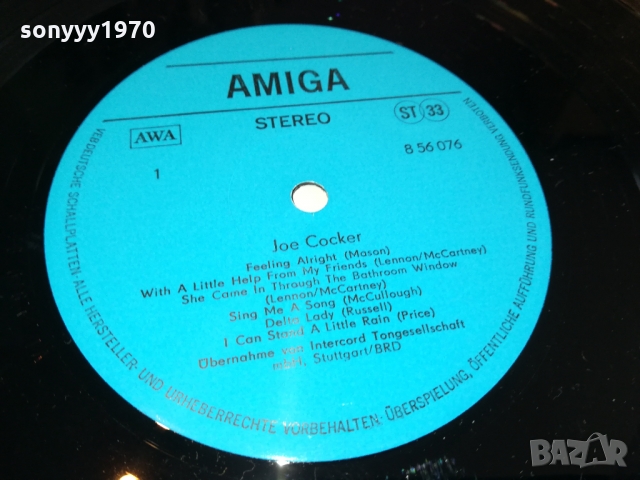 sonyyy1970
AMIGA
STEREO
ST 33
AWA
8 56 076
1
Joe Cocker
Feeling Alright (Mason)
With A Little Help From My Friends (Lennon/McCartney)
She Came In Through The Bathroom Window
(Lennon/McCartney)
Sing Me A Song (McCullough)
Delta Lady (Russell)
I Can Stand A Little Rain (Price)
Übernahme von Intercord Tongesellschaft
mbH, Stuttgart/BRD
VEB DEUTSCHE SCHALLPLATTEN · ALLE HERSTELLER- UND URHEBERRECHTE VORBEHALTEN · ÜBERSPIELUNG, ÖFFENTLICHE AUFFÜHRUNG UND RUNDFUNKSENDUNG VERBOTEN
BAZAR